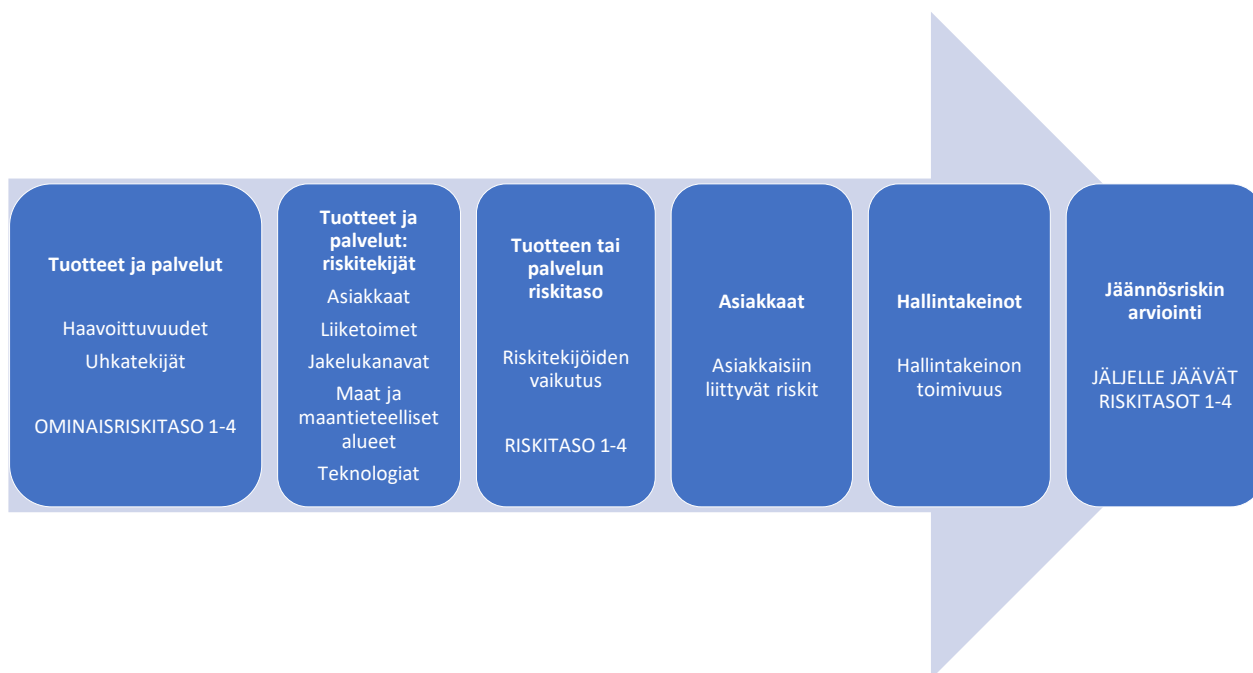 Tuotteet ja palvelut
Haavoittuvuudet
Uhkatekijät
OMINAISRISKITASO 1-4
Tuotteet ja
palvelut:
riskitekijät
Asiakkaat
Liiketoimet
Jakelukanavat
Maat ja
maantieteelliset
alueet
Teknologiat
Tuotteen tai
palvelun
riskitaso
Riskitekijöiden
vaikutus
RISKITASO 1-4
Asiakkaat
Asiakkaisiin
liittyvät riskit
Hallintakeinot
Hallintakeinon
toimivuus
Jäännösriskin
arviointi
JÄLJELLE JÄÄVÄT
RISKITASOT 1-4